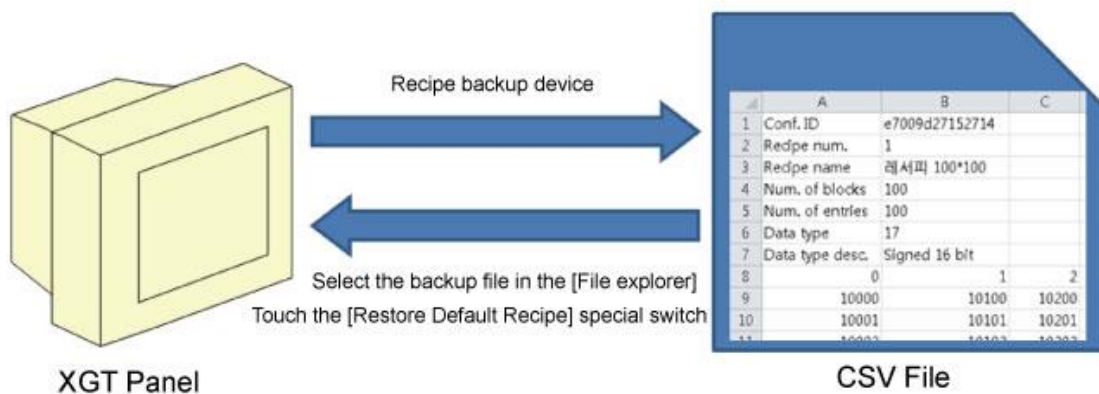 Recipe backup device
Select the backup file in the [File explorer]
Touch the [Restore Default Recipe] special switch
XGT Panel
A B C
1 Conf. ID e7009d27152714
2 Recipe num. 1
3 Recipe name 레서피 100*100
4 Num. of blocks 100
5 Num. of entries 100
6 Data type 17
7 Data type desc. Signed 16 bit
8 0 1 2
9 10000 10100 10200
10 10001 10101 10201
CSV File